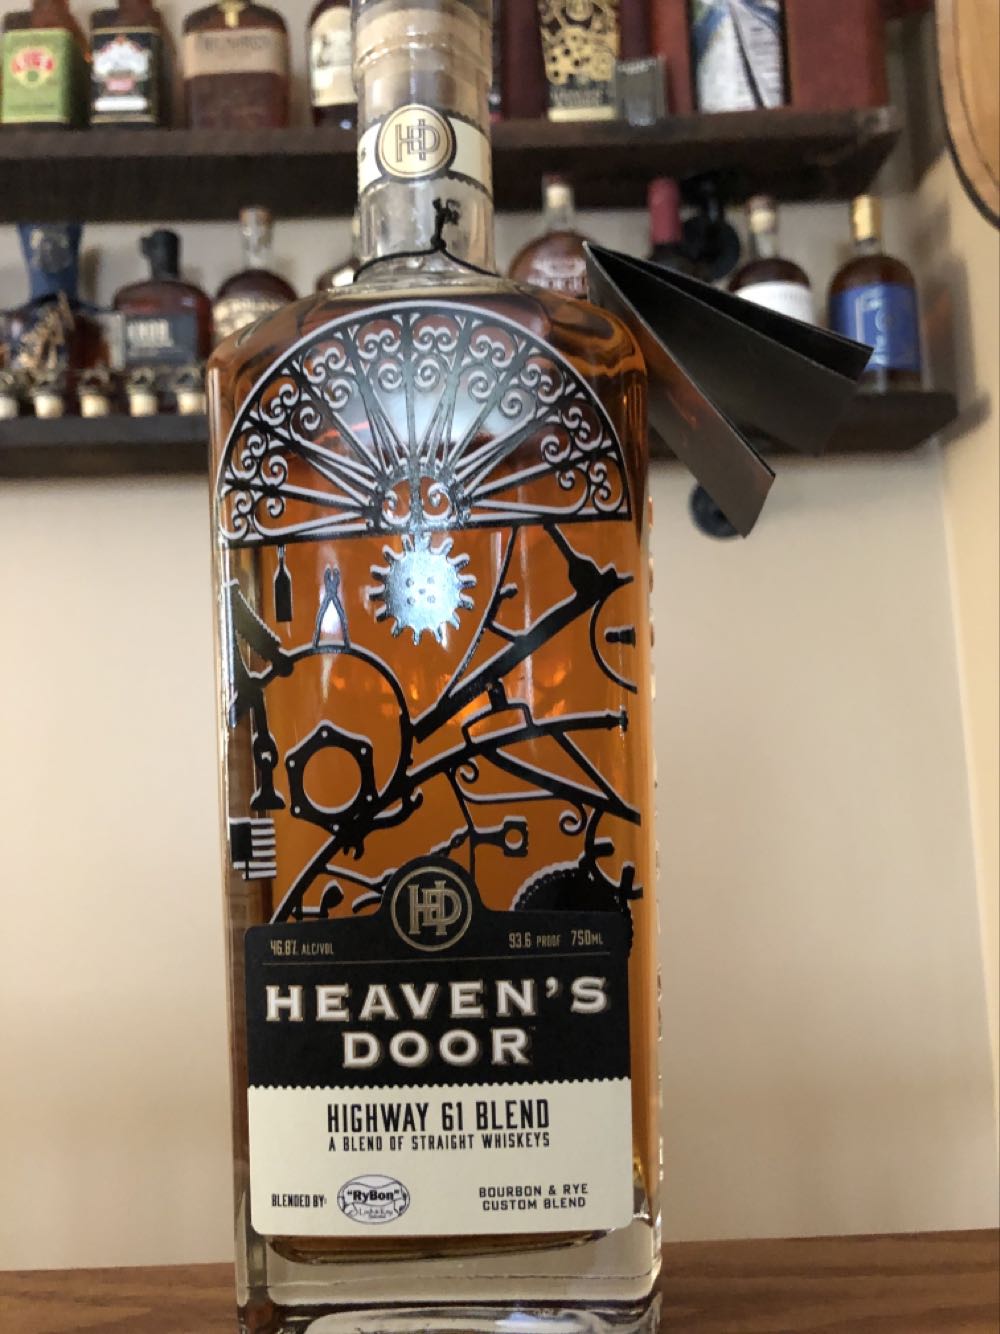 HD
HD
46.8% ALC/VOL
93.6 PROOF 750ML
HEAVEN'S
DOOR
HIGHWAY 61 BLEND
A BLEND OF STRAIGHT WHISKEYS
BLENDED BY:
"RyBon"
BOURBON & RYE
CUSTOM BLEND